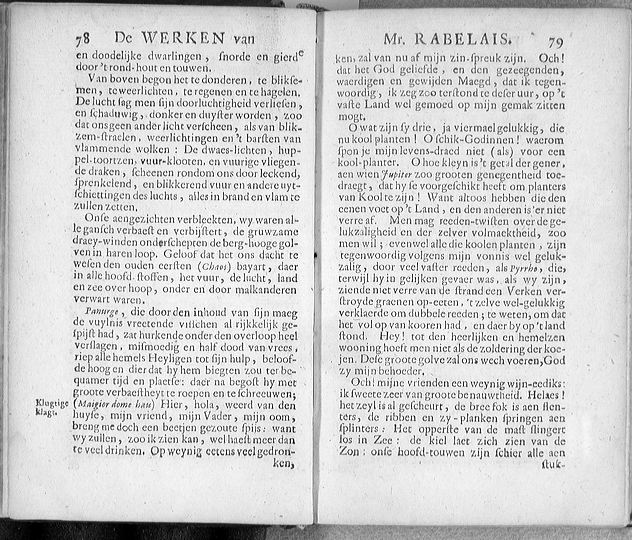 78 De WERKEN van
en doodelijke dwarlingen, snorde en gierde
door't rond-hout en touwen.
Van boven begon het te donderen, te blikse-
men, te weerlichten, te regenen en te hagelen.
De lucht sag men sijn doorluchtigheid verliesen,
en schaduwig, donker en duyster worden, zoo
dat ons geen ander licht verscheen, als van blik-
zem-straelen, weerlichtingen en 't barsten van
vlammende wolken: De dwaes-lichten, hup-
pel-toortzen, vuur-klooten, en vuurige vliegen-
de draken, scheenen rondom ons door leckend,
sprenkelend, en blikkerend vuur en andere uyt-
schiettingen des luchts, alles in brand en vlam te
zullen zetten.
Onse aengezichten verbleekten, wy waren al-
le gansch verbaest en verbijstert, de gruwzame
draey-winden onderschepten de berg-hooge gol-
ven in haren loop. Geloof dat het ons dacht te
wesen den ouden eersten (Chaos) bayart, daer
in alle hoofd-stoffen, het vuur, de lucht, land
en zee over hoop, onder en door malkanderen
verwart waren.
Panurge, die door den inhoud van sijn maeg
de vuylnis vreetende visschen al rijkkelijk ge-
spijst had, zat hurkende onder den overloop heel
verslagen, mismoedig en half dood van vrees,
riep alle hemels Heyligen tot sijn hulp, beloof-
de hoog en dier dat hy hem biegten zou ter be-
quamer tijd en plaetse: daer na begost hy met
groote verbaestheyt te roepen en te schreeuwen;
Klugtige
klagt.
(Maigior dome hau) Hier, hola, weerd van den
huyse, mijn vriend, mijn Vader, mijn oom,
breng me doch een beetjen gezoute spijs: want
wy zullen, zoo ik zien kan, wel haest meer dan
te veel drinken. Op weynig eetens veel gedron-
ken,
Mr. RABELAIS. 79
ken, zal van nu af mijn zin-spreuk zijn. Och!
dat het God geliefde, en den gezeegenden,
waerdigen en gewijden Maegd, dat ik tegen-
woordig, ik zeg zoo terstond te deser uur, op 't
vaste Land wel gemoed op mijn gemak zitten
mogt.
O wat zijn sy drie, ja viermael gelukkig, die
nu kool planten! O schik-Godinnen! waerom
spon je mijn levens-draed niet (als) voor een
kool-planter. O hoe kleyn is 't getal der gener,
aen wien Jupiter zoo grooten genegentheid toe-
draegt, dat hy se voorgeschikt heeft om planters
van Kool te zijn! Want altoos hebben die den
eenen voet op 't Land, en den anderen is 'er niet
verre af. Men mag reeden-twisten over de ge-
lukzaligheid en der zelver volmaektheid, zoo
men wil; evenwel alle die koolen planten, zijn
tegenwoordig volgens mijn vonnis wel geluk-
zalig, door veel vaster reeden, als Pyrrho, die,
terwijl hy in gelijken gevaer was, als wy zijn,
ziende niet verre van de strand een Verken ver-
stroyde graenen op-eeten, 't zelve wel-gelukkig
verklaerde om dubbele reeden; te weten, om dat
het vol op van kooren had, en daer by op 't land
stond. Hey! tot den heerlijken en hemelzen
wooning hoeft men niet als de zoldering der koe-
jen. Dese groote golve zal ons wech voeren, God
zy mijn behoeder.
Och! mijne vrienden een weynig wijn-eediks:
ik sweete zeer van groote benauwtheid. Helaes!
het zeyl is al gescheurt, de bree fok is aen flen-
ters, de ribben en zy-planken springen aen
splinters: Het opperste van de mast slingert
los in Zee: de kiel laet zich zien van de
Zon: onse hoofd-touwen zijn schier alle aen
stuk-